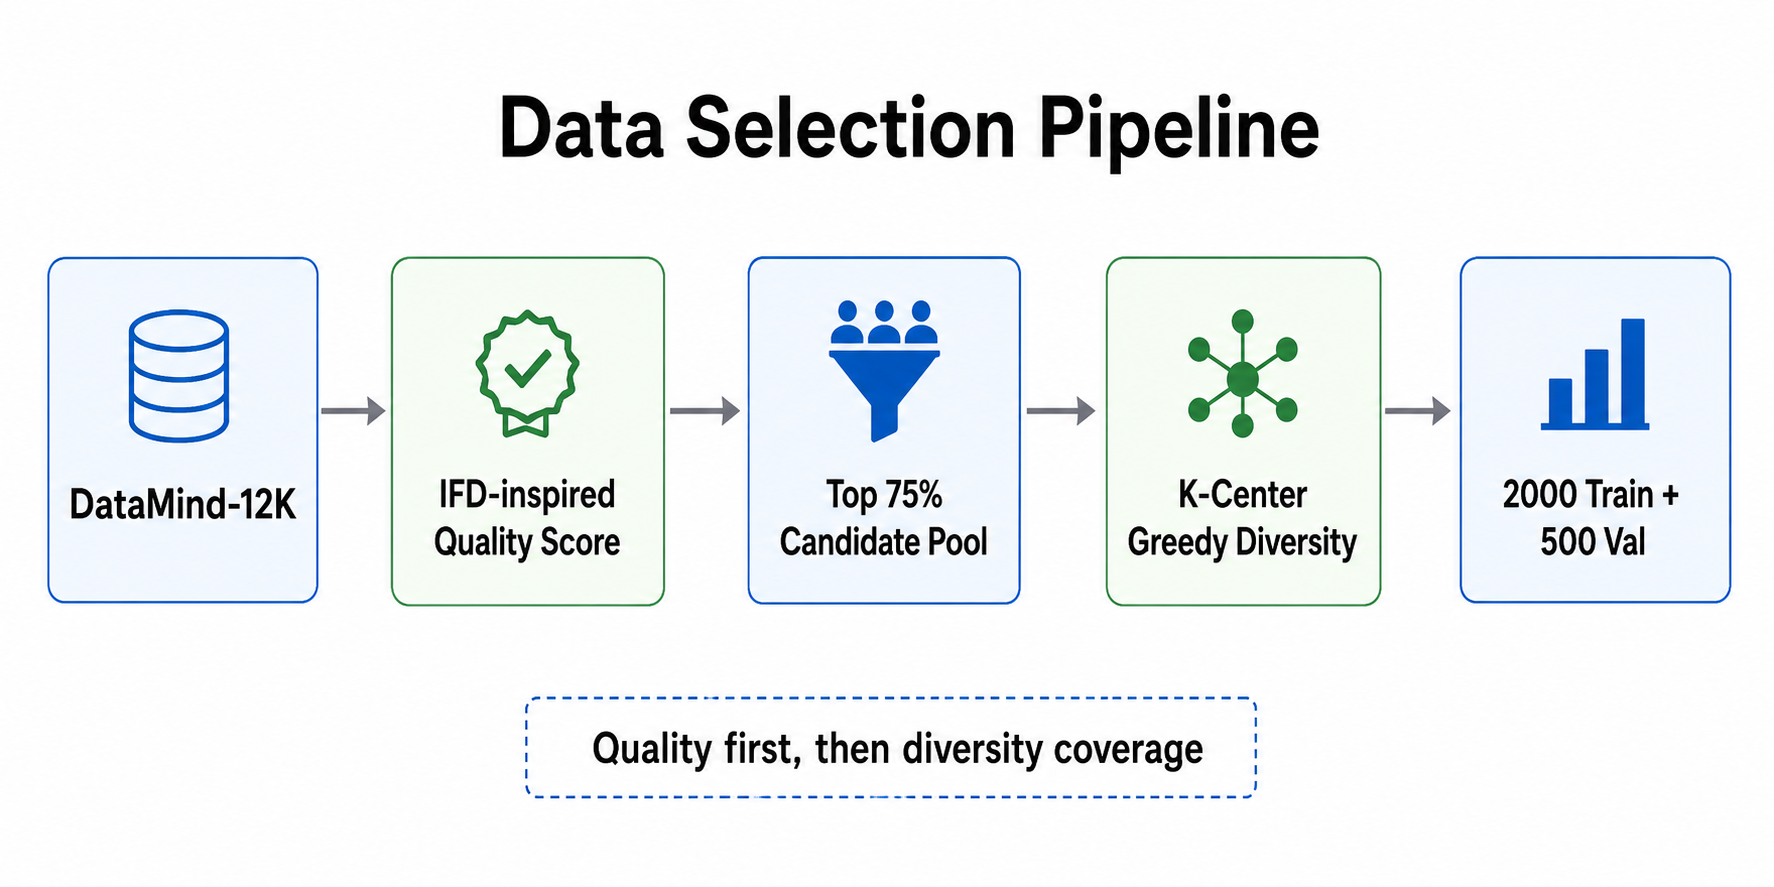 Data Selection Pipeline
DataMind-12K
IFD-inspired
Quality Score
Top 75%
Candidate Pool
K-Center
Greedy Diversity
2000 Train +
500 Val
Quality first, then diversity coverage